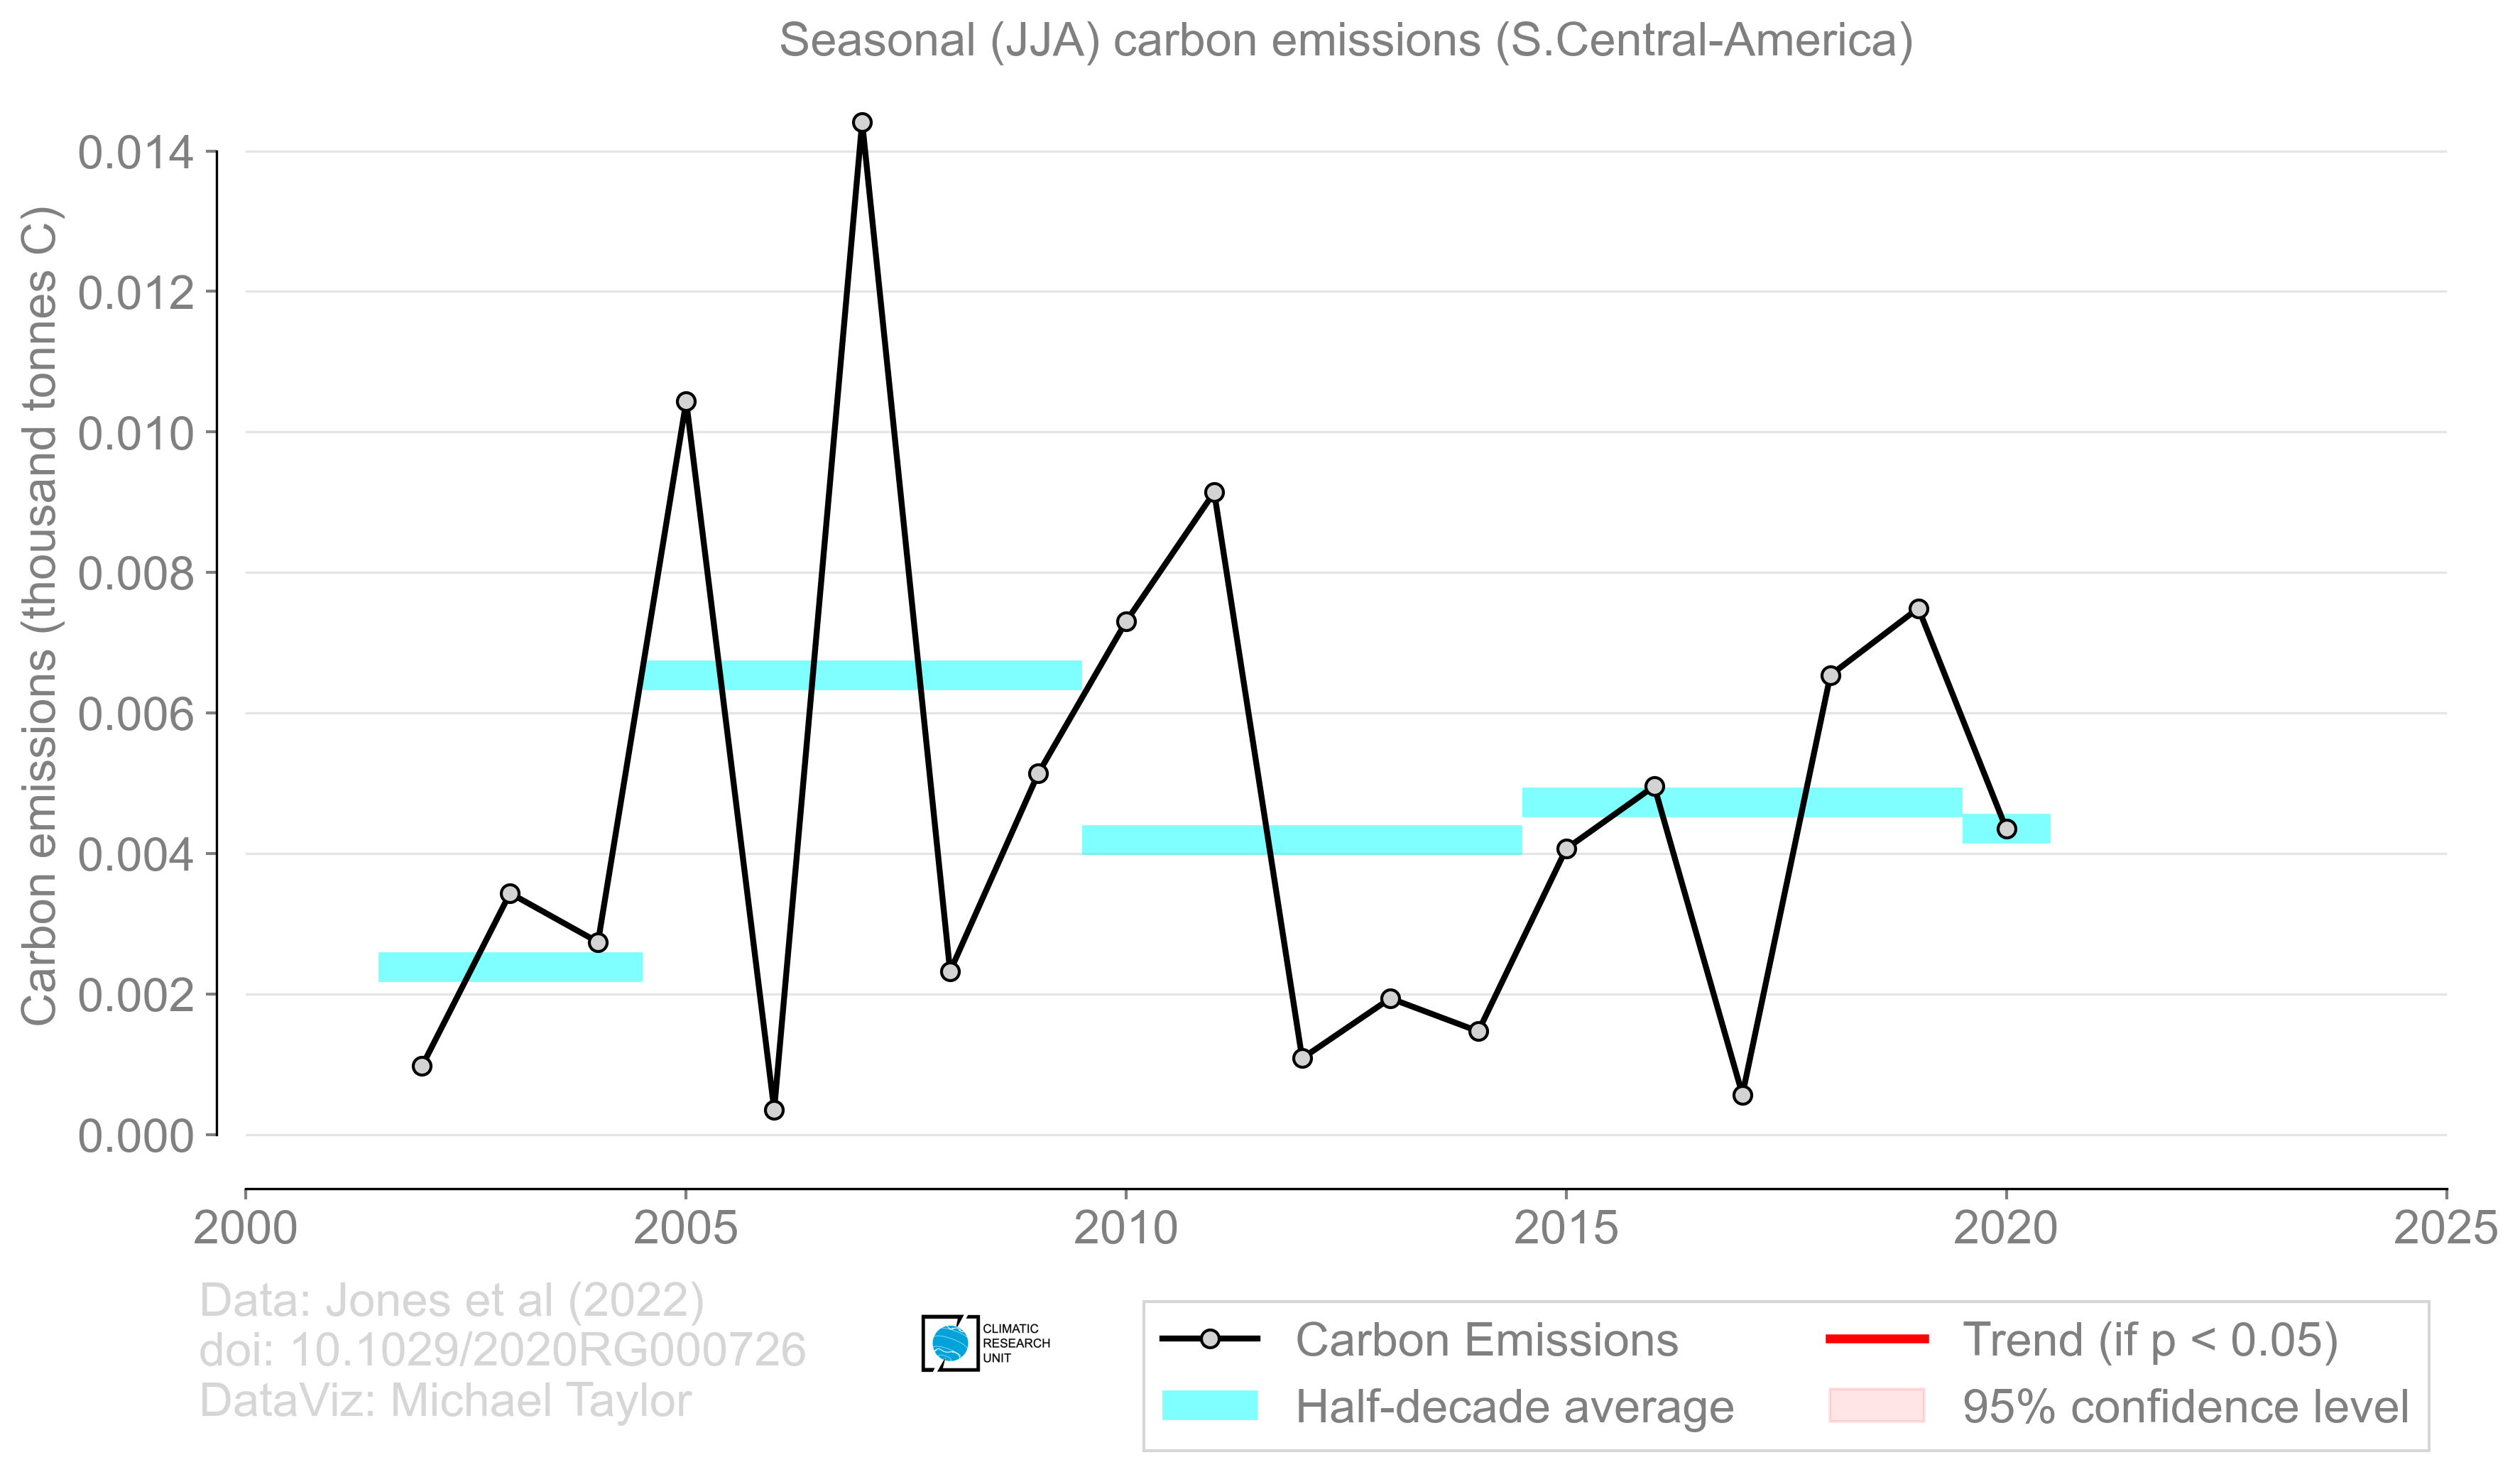 Seasonal (JJA) carbon emissions (S.Central-America)
Carbon emissions (thousand tonnes C)
0.014
0.012
0.010
0.008
0.006
0.004
0.002
0.000
2000
2005
2010
2015
2020
2025
Data: Jones et al (2022)
doi: 10.1029/2020RG000726
DataViz: Michael Taylor
CLIMATIC
RESEARCH
UNIT
Carbon Emissions
Half-decade average
Trend (if p < 0.05)
95% confidence level